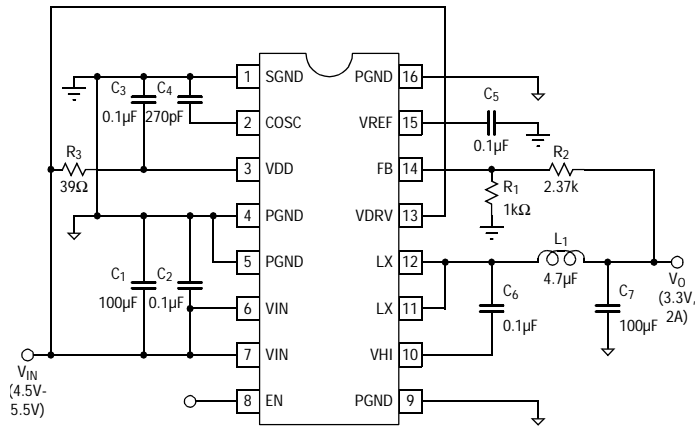 1 SGND
2 COSC
3 VDD
4 PGND
5 PGND
6 VIN
7 VIN
8 EN
PGND 16
VREF 15
FB 14
VDRV 13
LX 12
LX 11
VHI 10
PGND 9
C3
0.1µF
C4
270pF
R3
39Ω
C1
100µF
C2
0.1µF
VIN
(4.5V-
5.5V)
C5
0.1µF
R2
2.37k
R1
1kΩ
L1
4.7µF
C6
0.1µF
C7
100µF
VO
(3.3V,
2A)